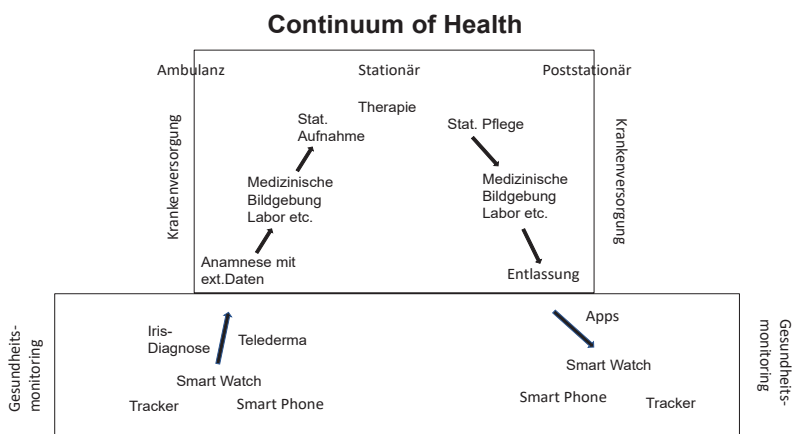 Continuum of Health
Ambulanz
Stationär
Poststationär
Krankenversorgung
Therapie
Stat.
Aufnahme
Stat. Pflege
Medizinische
Bildgebung
Labor etc.
Medizinische
Bildgebung
Labor etc.
Anamnese mit
ext.Daten
Entlassung
Krankenversorgung
Gesundheits-
monitoring
Iris-
Diagnose
Telederma
Smart Watch
Tracker
Smart Phone
Apps
Smart Watch
Smart Phone
Tracker
Gesundheits-
monitoring